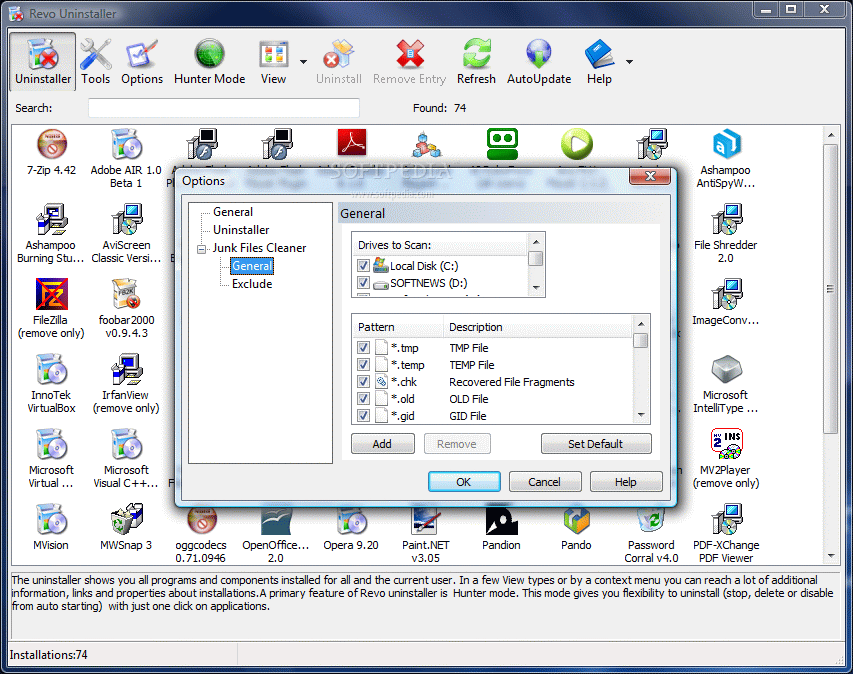 Revo Uninstaller
Uninstaller Tools Options Hunter Mode View Uninstall Remove Entry Refresh AutoUpdate Help
Search:
Found: 74
7-Zip 4.42
Adobe AIR 1.0
Beta 1
Ashampoo
AntiSpyW...
SOFTPEDIA
www.softpedia.com
Options
General
Uninstaller
Junk Files Cleaner
General
Exclude
General
Drives to Scan:
Local Disk (C:)
SOFTNEWS (D:)
Pattern Description
*.tmp TMP File
*.temp TEMP File
*.chk Recovered File Fragments
*.old OLD File
*.gid GID File
Add Remove Set Default
OK Cancel Help
Ashampoo
Burning Stu...
AviScreen
Classic Versi...
File Shredder
2.0
FileZilla
(remove only)
foobar2000
v0.9.4.3
ImageConv...
InnoTek
VirtualBox
IrfanView
(remove only)
Microsoft
IntelliType ...
Microsoft
Virtual ...
Microsoft
Visual C++...
MV2Player
(remove only)
MVision
MWSnap 3
oggcodecs
0.71.0946
OpenOffice...
2.0
Opera 9.20
Paint.NET
v3.05
Pandion
Pando
Password
Corral v4.0
PDF-XChange
PDF Viewer
The uninstaller shows you all programs and components installed for all and the current user. In a few View types or by a context menu you can reach a lot of additional
information, links and properties about installations.A primary feature of Revo uninstaller is Hunter mode. This mode gives you flexibility to uninstall (stop, delete or disable
from auto starting) with just one click on applications.
Installations:74